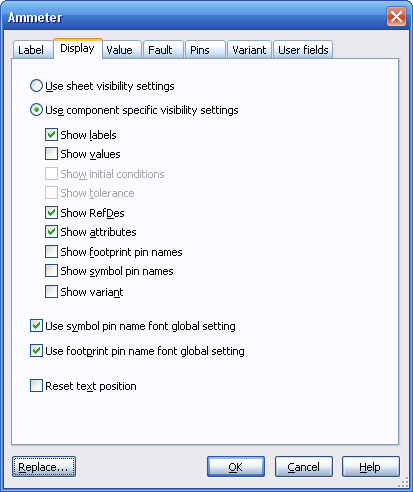 Ammeter
Label Display Value Fault Pins Variant User fields
Use sheet visibility settings
Use component specific visibility settings
Show labels
Show values
Show initial conditions
Show tolerance
Show RefDes
Show attributes
Show footprint pin names
Show symbol pin names
Show variant
Use symbol pin name font global setting
Use footprint pin name font global setting
Reset text position
Replace... OK Cancel Help